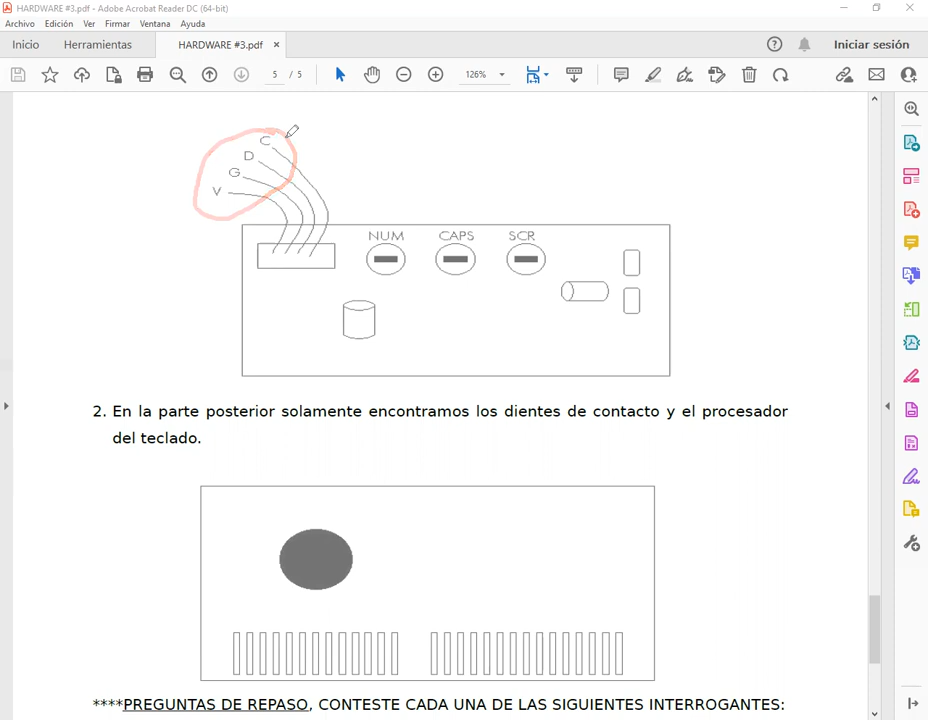 HARDWARE #3.pdf - Adobe Acrobat Reader DC (64-bit)
Archivo Edición Ver Firmar Ventana Ayuda
Inicio Herramientas HARDWARE #3.pdf × Iniciar sesión
5 / 5 126%
C
D
G
V
NUM CAPS SCR
2. En la parte posterior solamente encontramos los dientes de contacto y el procesador
del teclado.
****PREGUNTAS DE REPASO, CONTESTE CADA UNA DE LAS SIGUIENTES INTERROGANTES: